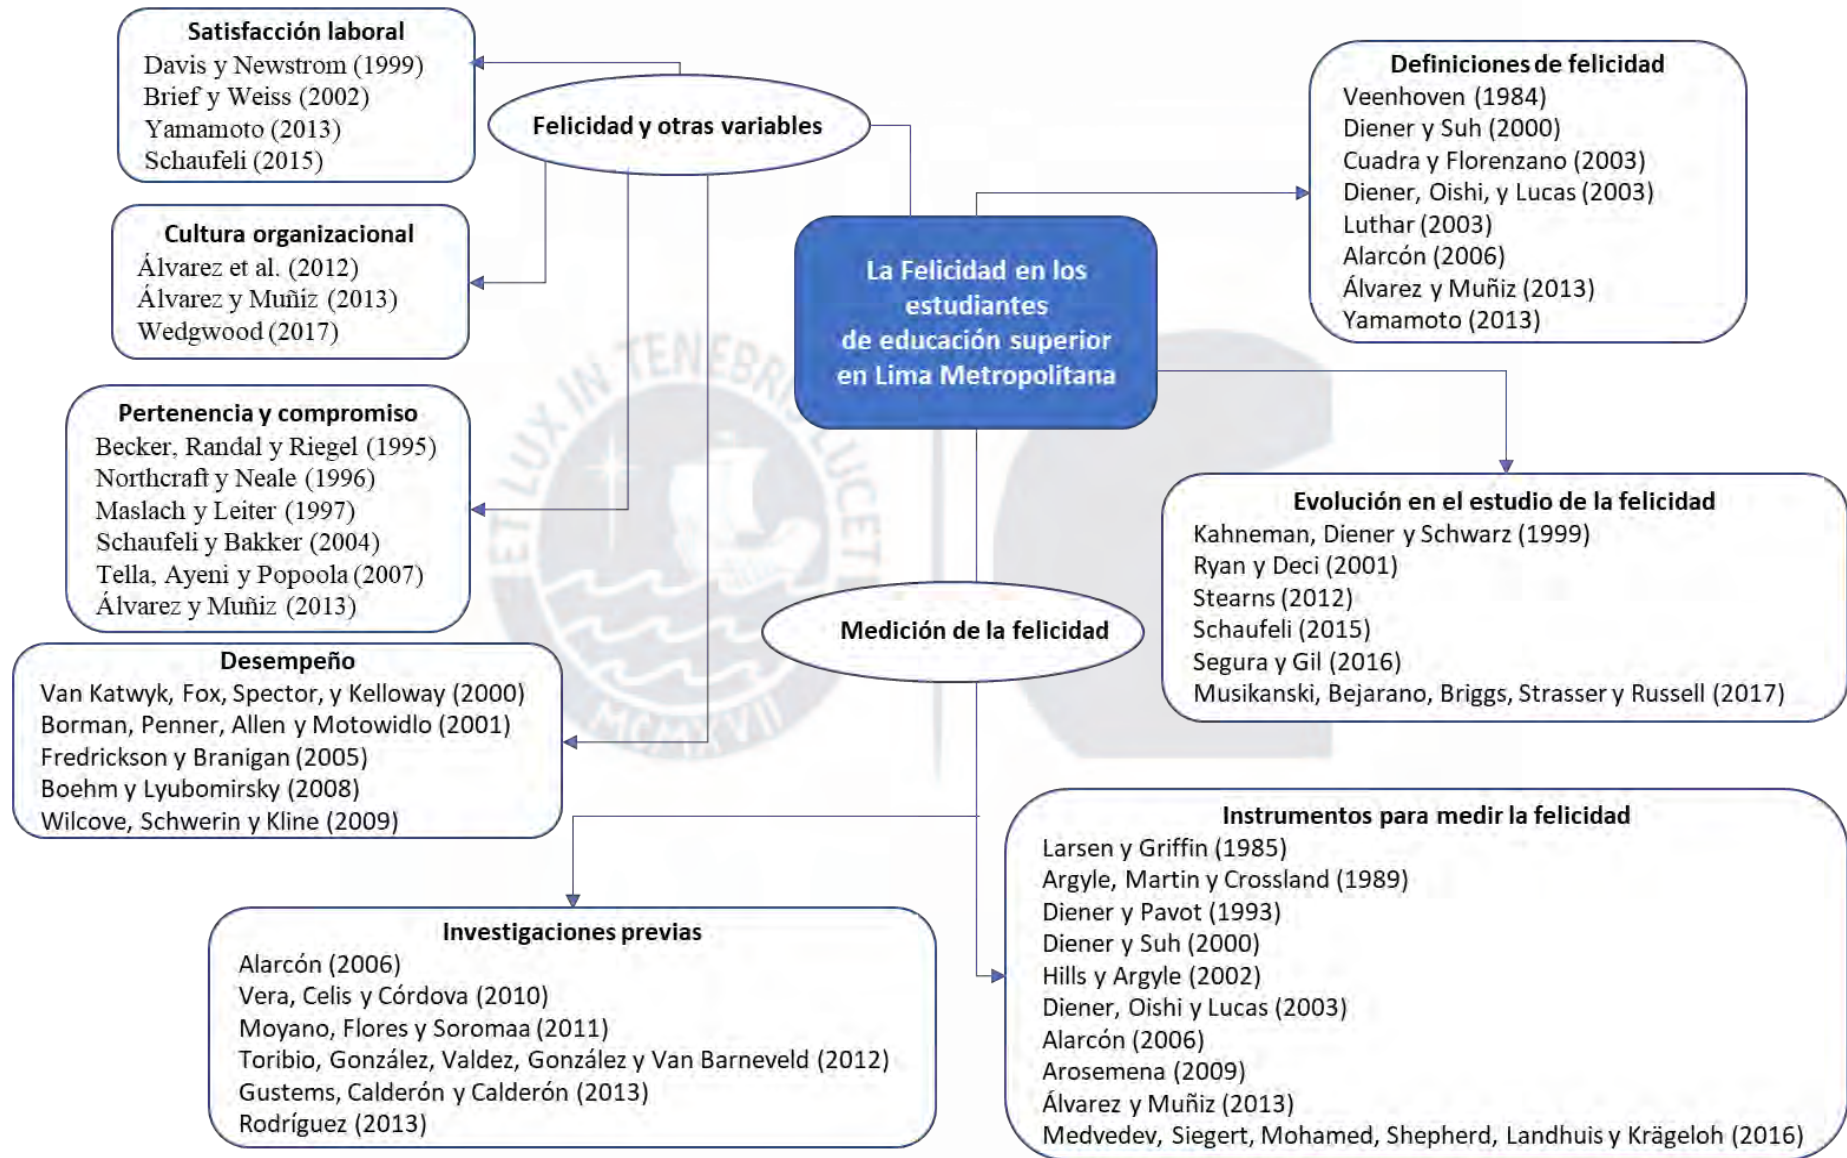 Satisfacción laboral
Davis y Newstrom (1999)
Brief y Weiss (2002)
Yamamoto (2013)
Schaufeli (2015)
Felicidad y otras variables
Definiciones de felicidad
Veenhoven (1984)
Diener y Suh (2000)
Cuadra y Florenzano (2003)
Diener, Oishi, y Lucas (2003)
Luthar (2003)
Alarcón (2006)
Álvarez y Muñiz (2013)
Yamamoto (2013)
Cultura organizacional
Álvarez et al. (2012)
Álvarez y Muñiz (2013)
Wedgwood (2017)
La Felicidad en los
estudiantes
de educación superior
en Lima Metropolitana
Pertenencia y compromiso
Becker, Randal y Riegel (1995)
Northcraft y Neale (1996)
Maslach y Leiter (1997)
Schaufeli y Bakker (2004)
Tella, Ayeni y Popoola (2007)
Álvarez y Muñiz (2013)
ET LUX IN TENEBRIS LUCET
MCMXVII
Evolución en el estudio de la felicidad
Kahneman, Diener y Schwarz (1999)
Ryan y Deci (2001)
Stearns (2012)
Schaufeli (2015)
Segura y Gil (2016)
Musikanski, Bejarano, Briggs, Strasser y Russell (2017)
Medición de la felicidad
Desempeño
Van Katwyk, Fox, Spector, y Kelloway (2000)
Borman, Penner, Allen y Motowidlo (2001)
Fredrickson y Branigan (2005)
Boehm y Lyubomirsky (2008)
Wilcove, Schwerin y Kline (2009)
Instrumentos para medir la felicidad
Larsen y Griffin (1985)
Argyle, Martin y Crossland (1989)
Diener y Pavot (1993)
Diener y Suh (2000)
Hills y Argyle (2002)
Diener, Oishi y Lucas (2003)
Alarcón (2006)
Arosemena (2009)
Álvarez y Muñiz (2013)
Medvedev, Siegert, Mohamed, Shepherd, Landhuis y Krägeloh (2016)
Investigaciones previas
Alarcón (2006)
Vera, Celis y Córdova (2010)
Moyano, Flores y Soromaa (2011)
Toribio, González, Valdez, González y Van Barneveld (2012)
Gustems, Calderón y Calderón (2013)
Rodríguez (2013)